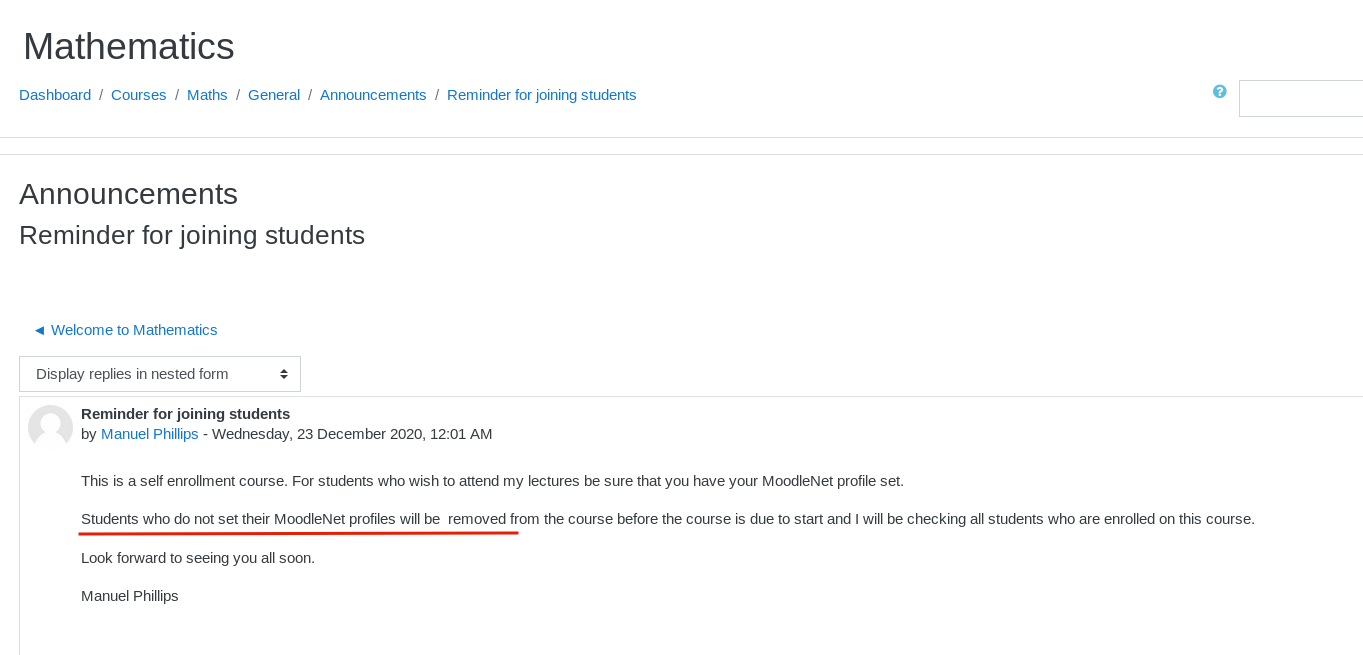 Mathematics
Dashboard / Courses / Maths / General / Announcements / Reminder for joining students
Announcements
Reminder for joining students
◄ Welcome to Mathematics
Display replies in nested form
Reminder for joining students
by Manuel Phillips - Wednesday, 23 December 2020, 12:01 AM
This is a self enrollment course. For students who wish to attend my lectures be sure that you have your MoodleNet profile set.
Students who do not set their MoodleNet profiles will be  removed from the course before the course is due to start and I will be checking all students who are enrolled on this course.
Look forward to seeing you all soon.
Manuel Phillips